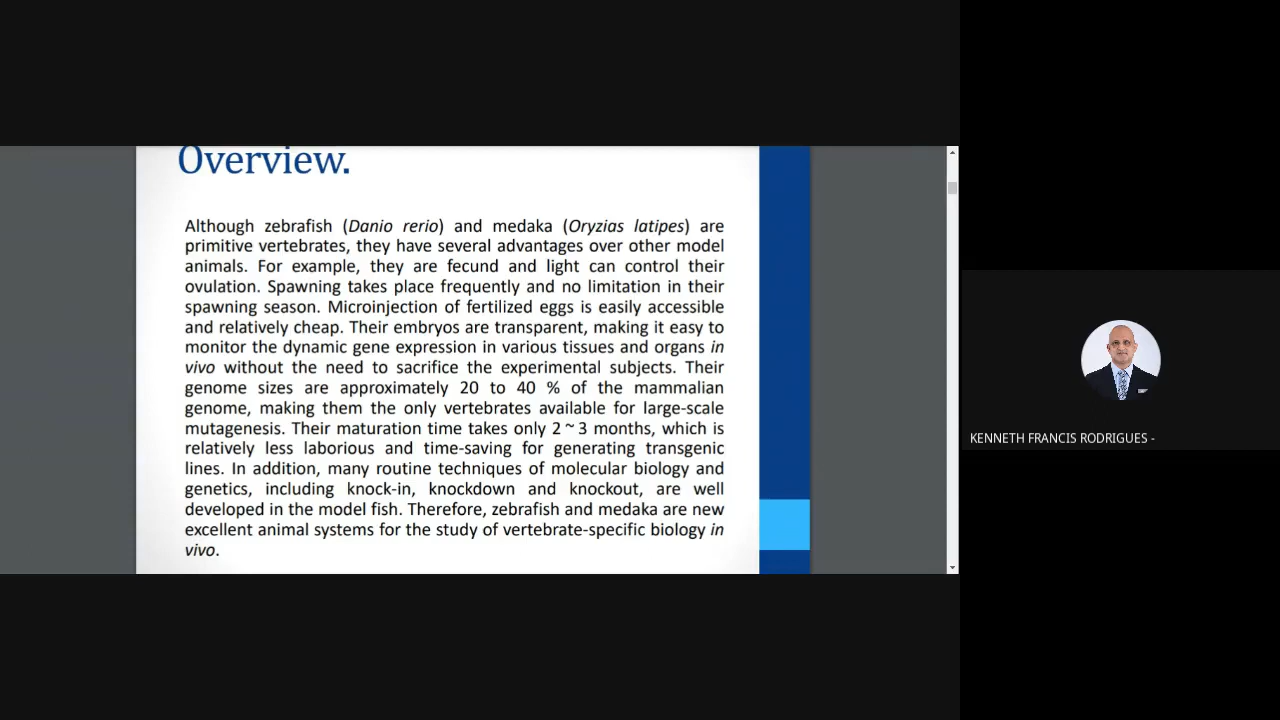 Overview.
Although zebrafish (Danio rerio) and medaka (Oryzias latipes) are
primitive vertebrates, they have several advantages over other model
animals. For example, they are fecund and light can control their
ovulation. Spawning takes place frequently and no limitation in their
spawning season. Microinjection of fertilized eggs is easily accessible
and relatively cheap. Their embryos are transparent, making it easy to
monitor the dynamic gene expression in various tissues and organs in
vivo without the need to sacrifice the experimental subjects. Their
genome sizes are approximately 20 to 40 % of the mammalian
genome, making them the only vertebrates available for large-scale
mutagenesis. Their maturation time takes only 2 ~ 3 months, which is
relatively less laborious and time-saving for generating transgenic
lines. In addition, many routine techniques of molecular biology and
genetics, including knock-in, knockdown and knockout, are well
developed in the model fish. Therefore, zebrafish and medaka are new
excellent animal systems for the study of vertebrate-specific biology in
vivo.
KENNETH FRANCIS RODRIGUES -